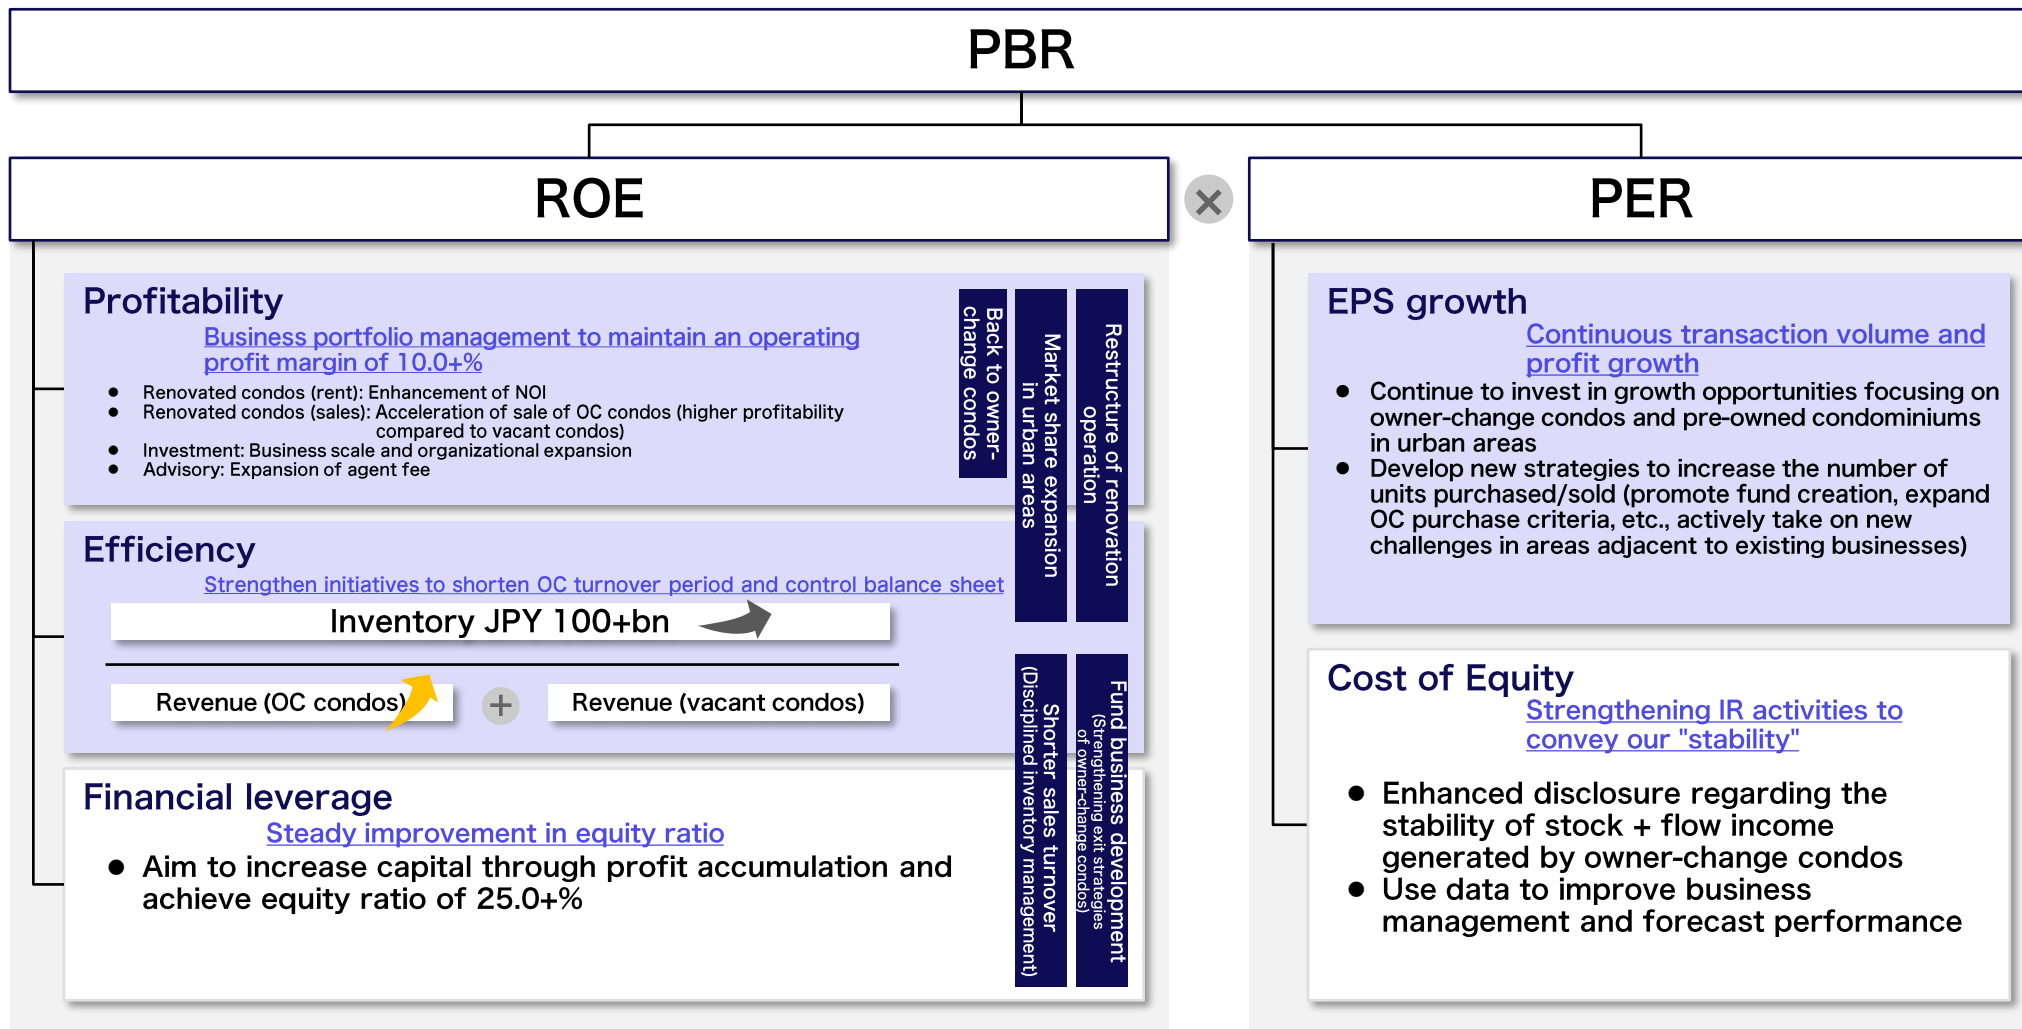 PBR
ROE
×
PER
Profitability
Business portfolio management to maintain an operating
profit margin of 10.0+%
● Renovated condos (rent): Enhancement of NOI
● Renovated condos (sales): Acceleration of sale of OC condos (higher profitability
compared to vacant condos)
● Investment: Business scale and organizational expansion
● Advisory: Expansion of agent fee
Back to owner-
change condos
Market share expansion
in urban areas
Restructure of renovation
operation
Efficiency
Strengthen initiatives to shorten OC turnover period and control balance sheet
Inventory JPY 100+bn
Revenue (OC condos)
+
Revenue (vacant condos)
Shorter sales turnover
(Disciplined inventory management)
Fund business development
(Strengthening exit strategies
of owner-change condos)
Financial leverage
Steady improvement in equity ratio
● Aim to increase capital through profit accumulation and
achieve equity ratio of 25.0+%
EPS growth
Continuous transaction volume and
profit growth
● Continue to invest in growth opportunities focusing on
owner-change condos and pre-owned condominiums
in urban areas
● Develop new strategies to increase the number of
units purchased/sold (promote fund creation, expand
OC purchase criteria, etc., actively take on new
challenges in areas adjacent to existing businesses)
Cost of Equity
Strengthening IR activities to
convey our "stability"
● Enhanced disclosure regarding the
stability of stock + flow income
generated by owner-change condos
● Use data to improve business
management and forecast performance